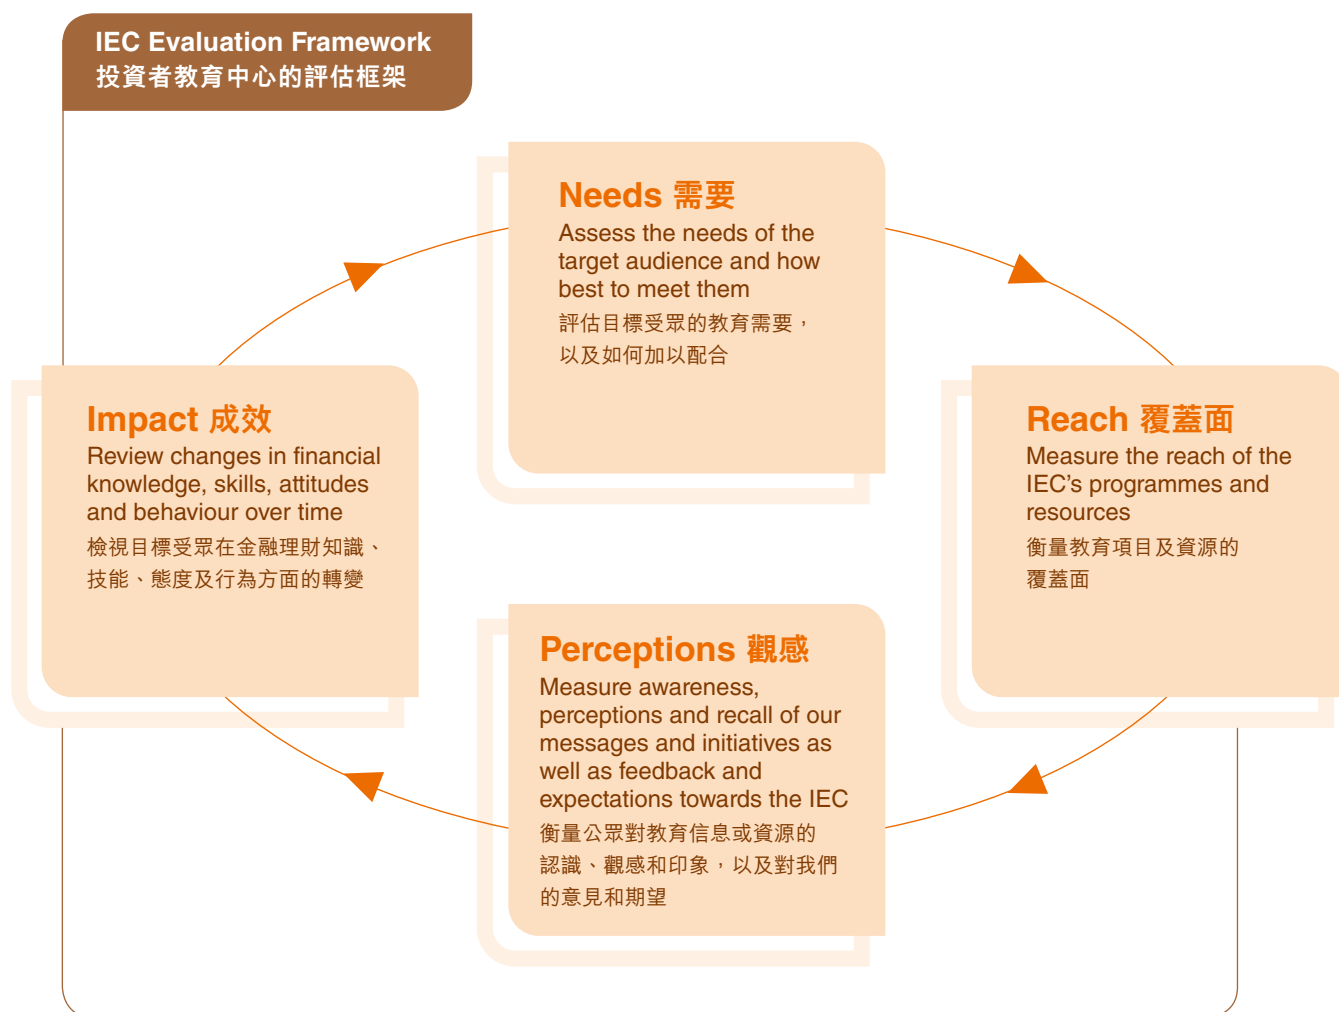 IEC Evaluation Framework
投資者教育中心的評估框架
Needs 需要
Assess the needs of the
target audience and how
best to meet them
評估目標受眾的教育需要，
以及如何加以配合
Impact 成效
Review changes in financial
knowledge, skills, attitudes
and behaviour over time
檢視目標受眾在金融理財知識、
技能、態度及行為方面的轉變
Reach 覆蓋面
Measure the reach of the
IEC’s programmes and
resources
衡量教育項目及資源的
覆蓋面
Perceptions 觀感
Measure awareness,
perceptions and recall of our
messages and initiatives as
well as feedback and
expectations towards the IEC
衡量公眾對教育信息或資源的
認識、觀感和印象，以及對我們
的意見和期望